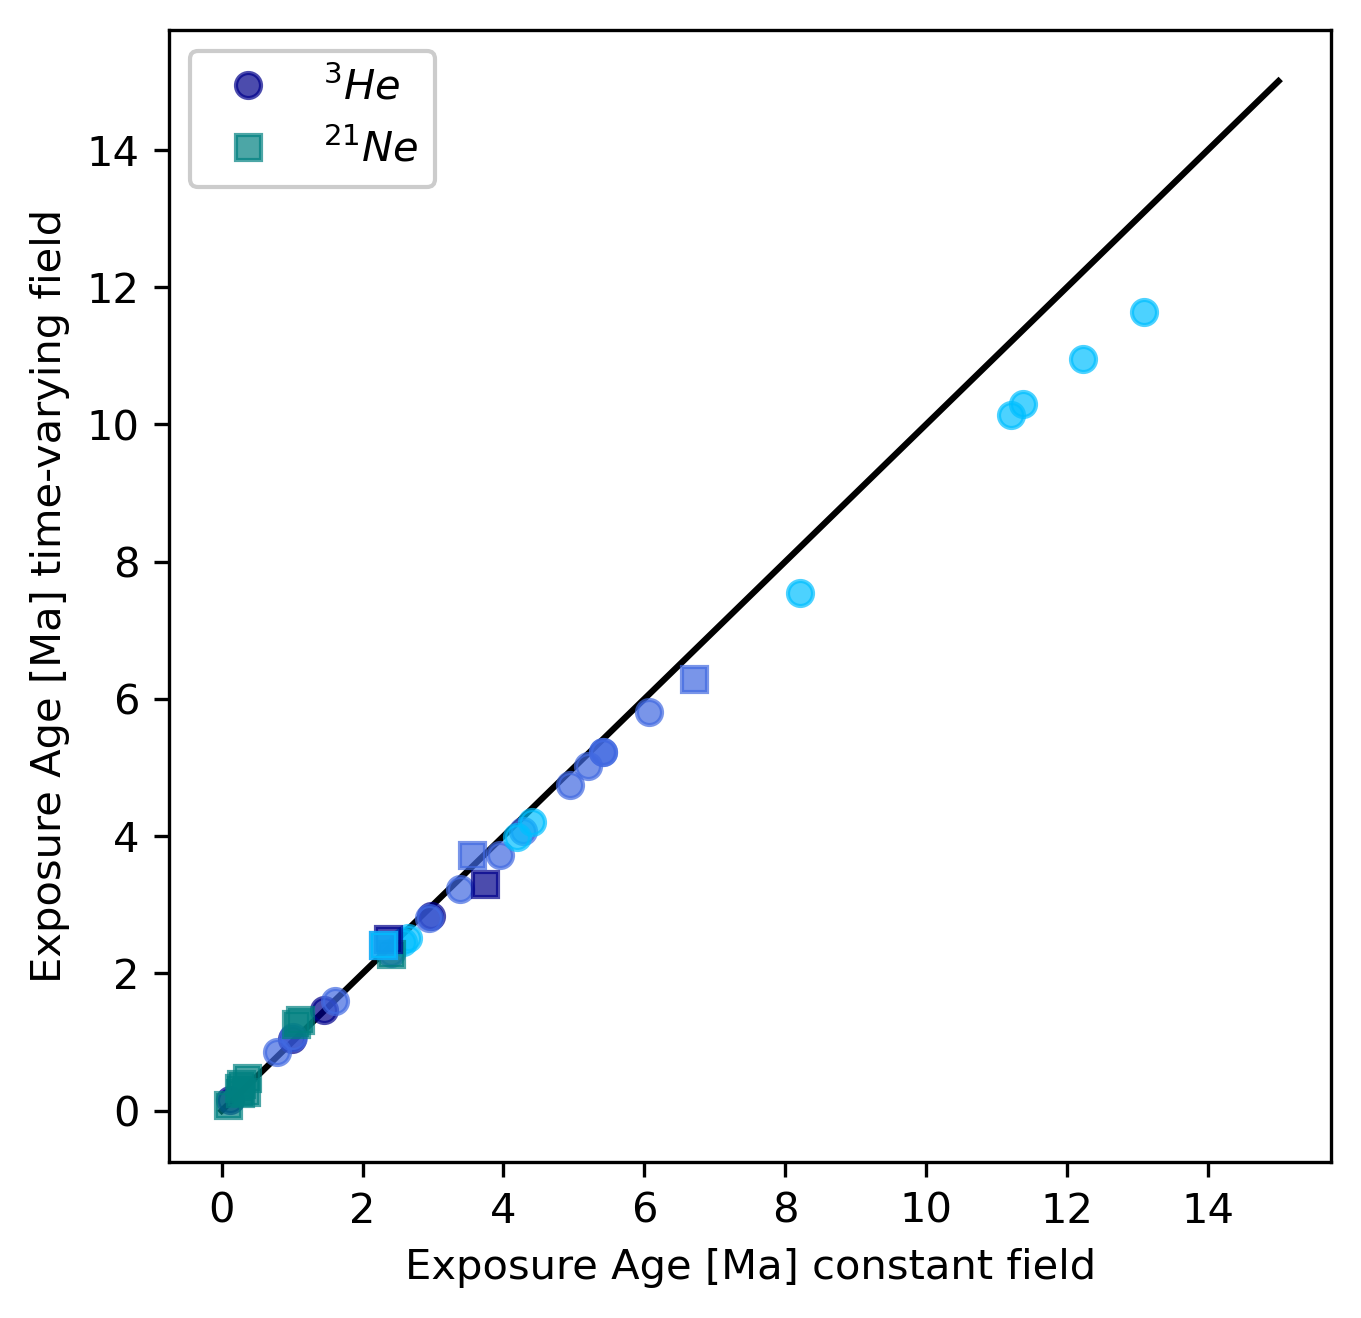 ³He
²¹Ne
14
12
10
8
6
4
2
0
Exposure Age [Ma] time-varying field
0 2 4 6 8 10 12 14
Exposure Age [Ma] constant field